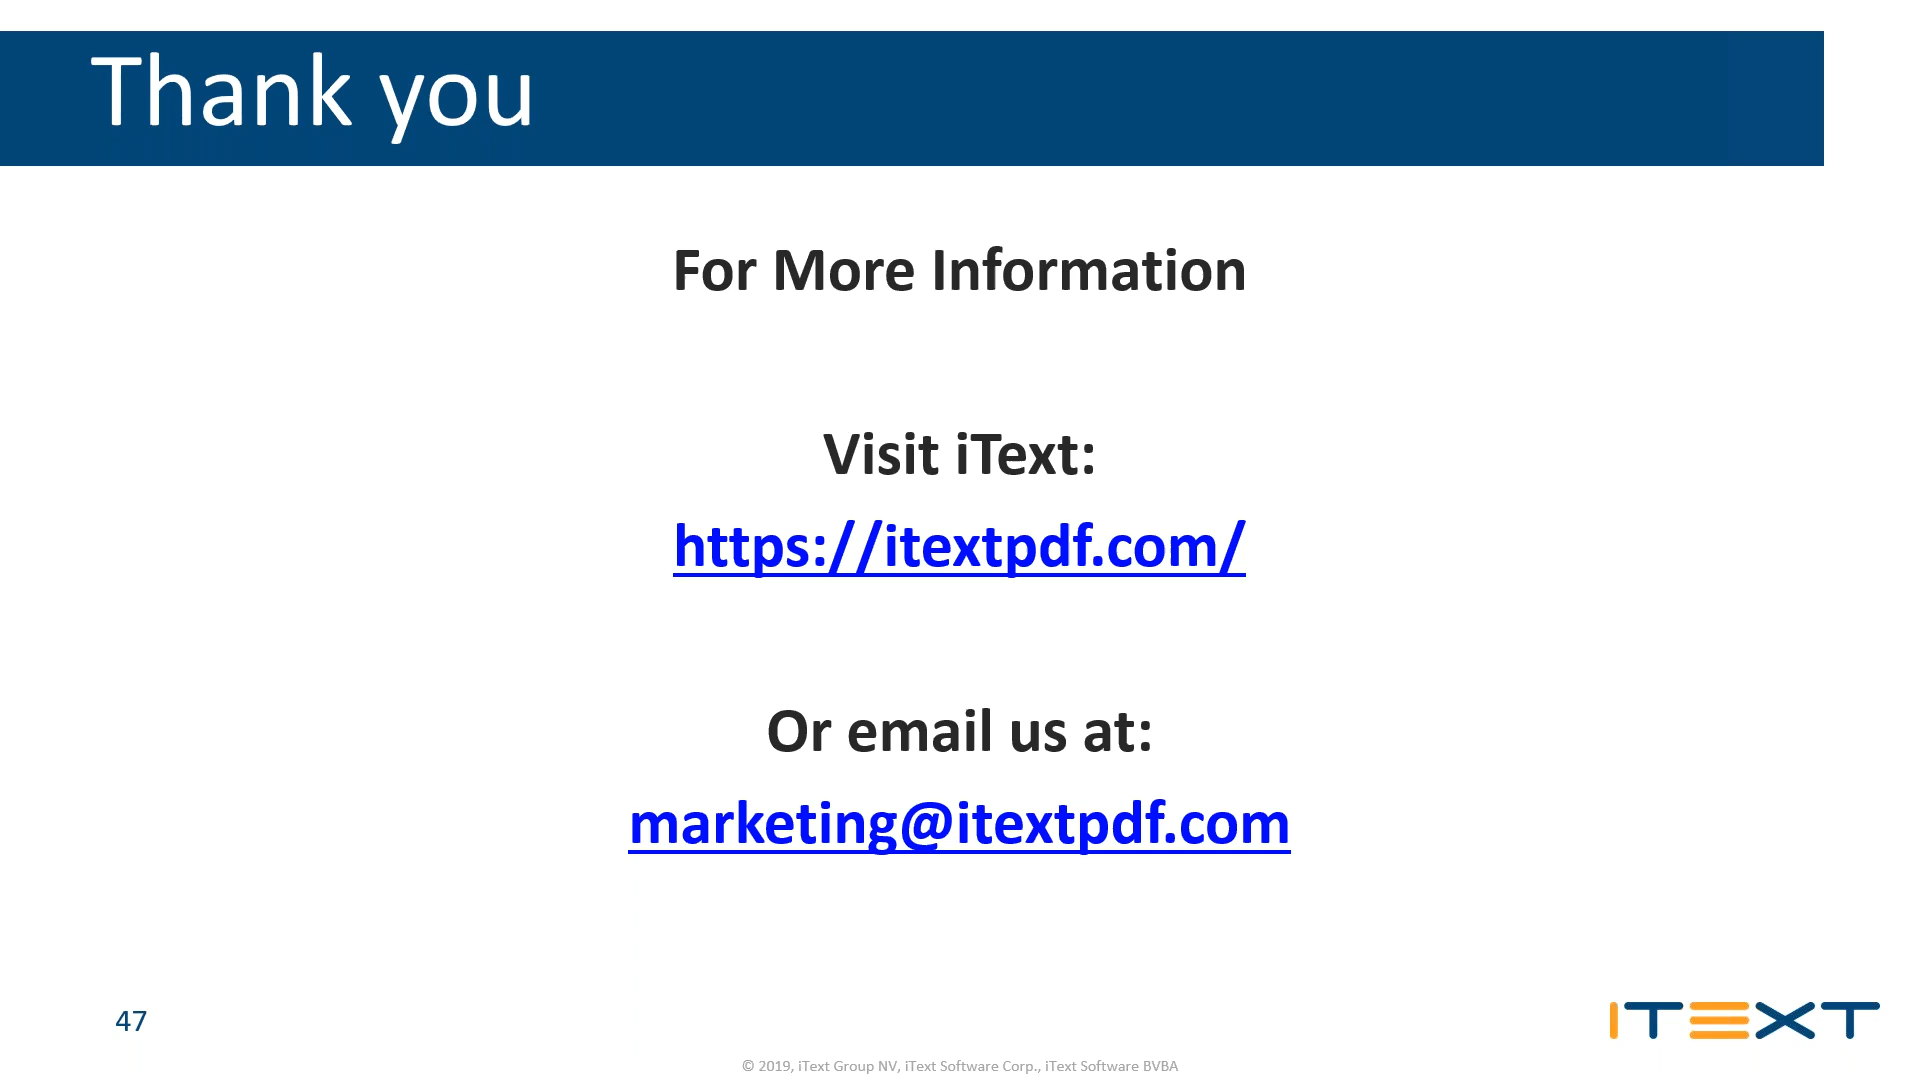 Thank you
For More Information
Visit iText:
https://itextpdf.com/
Or email us at:
marketing@itextpdf.com
47
iTEXT
© 2019, iText Group NV, iText Software Corp., iText Software BVBA